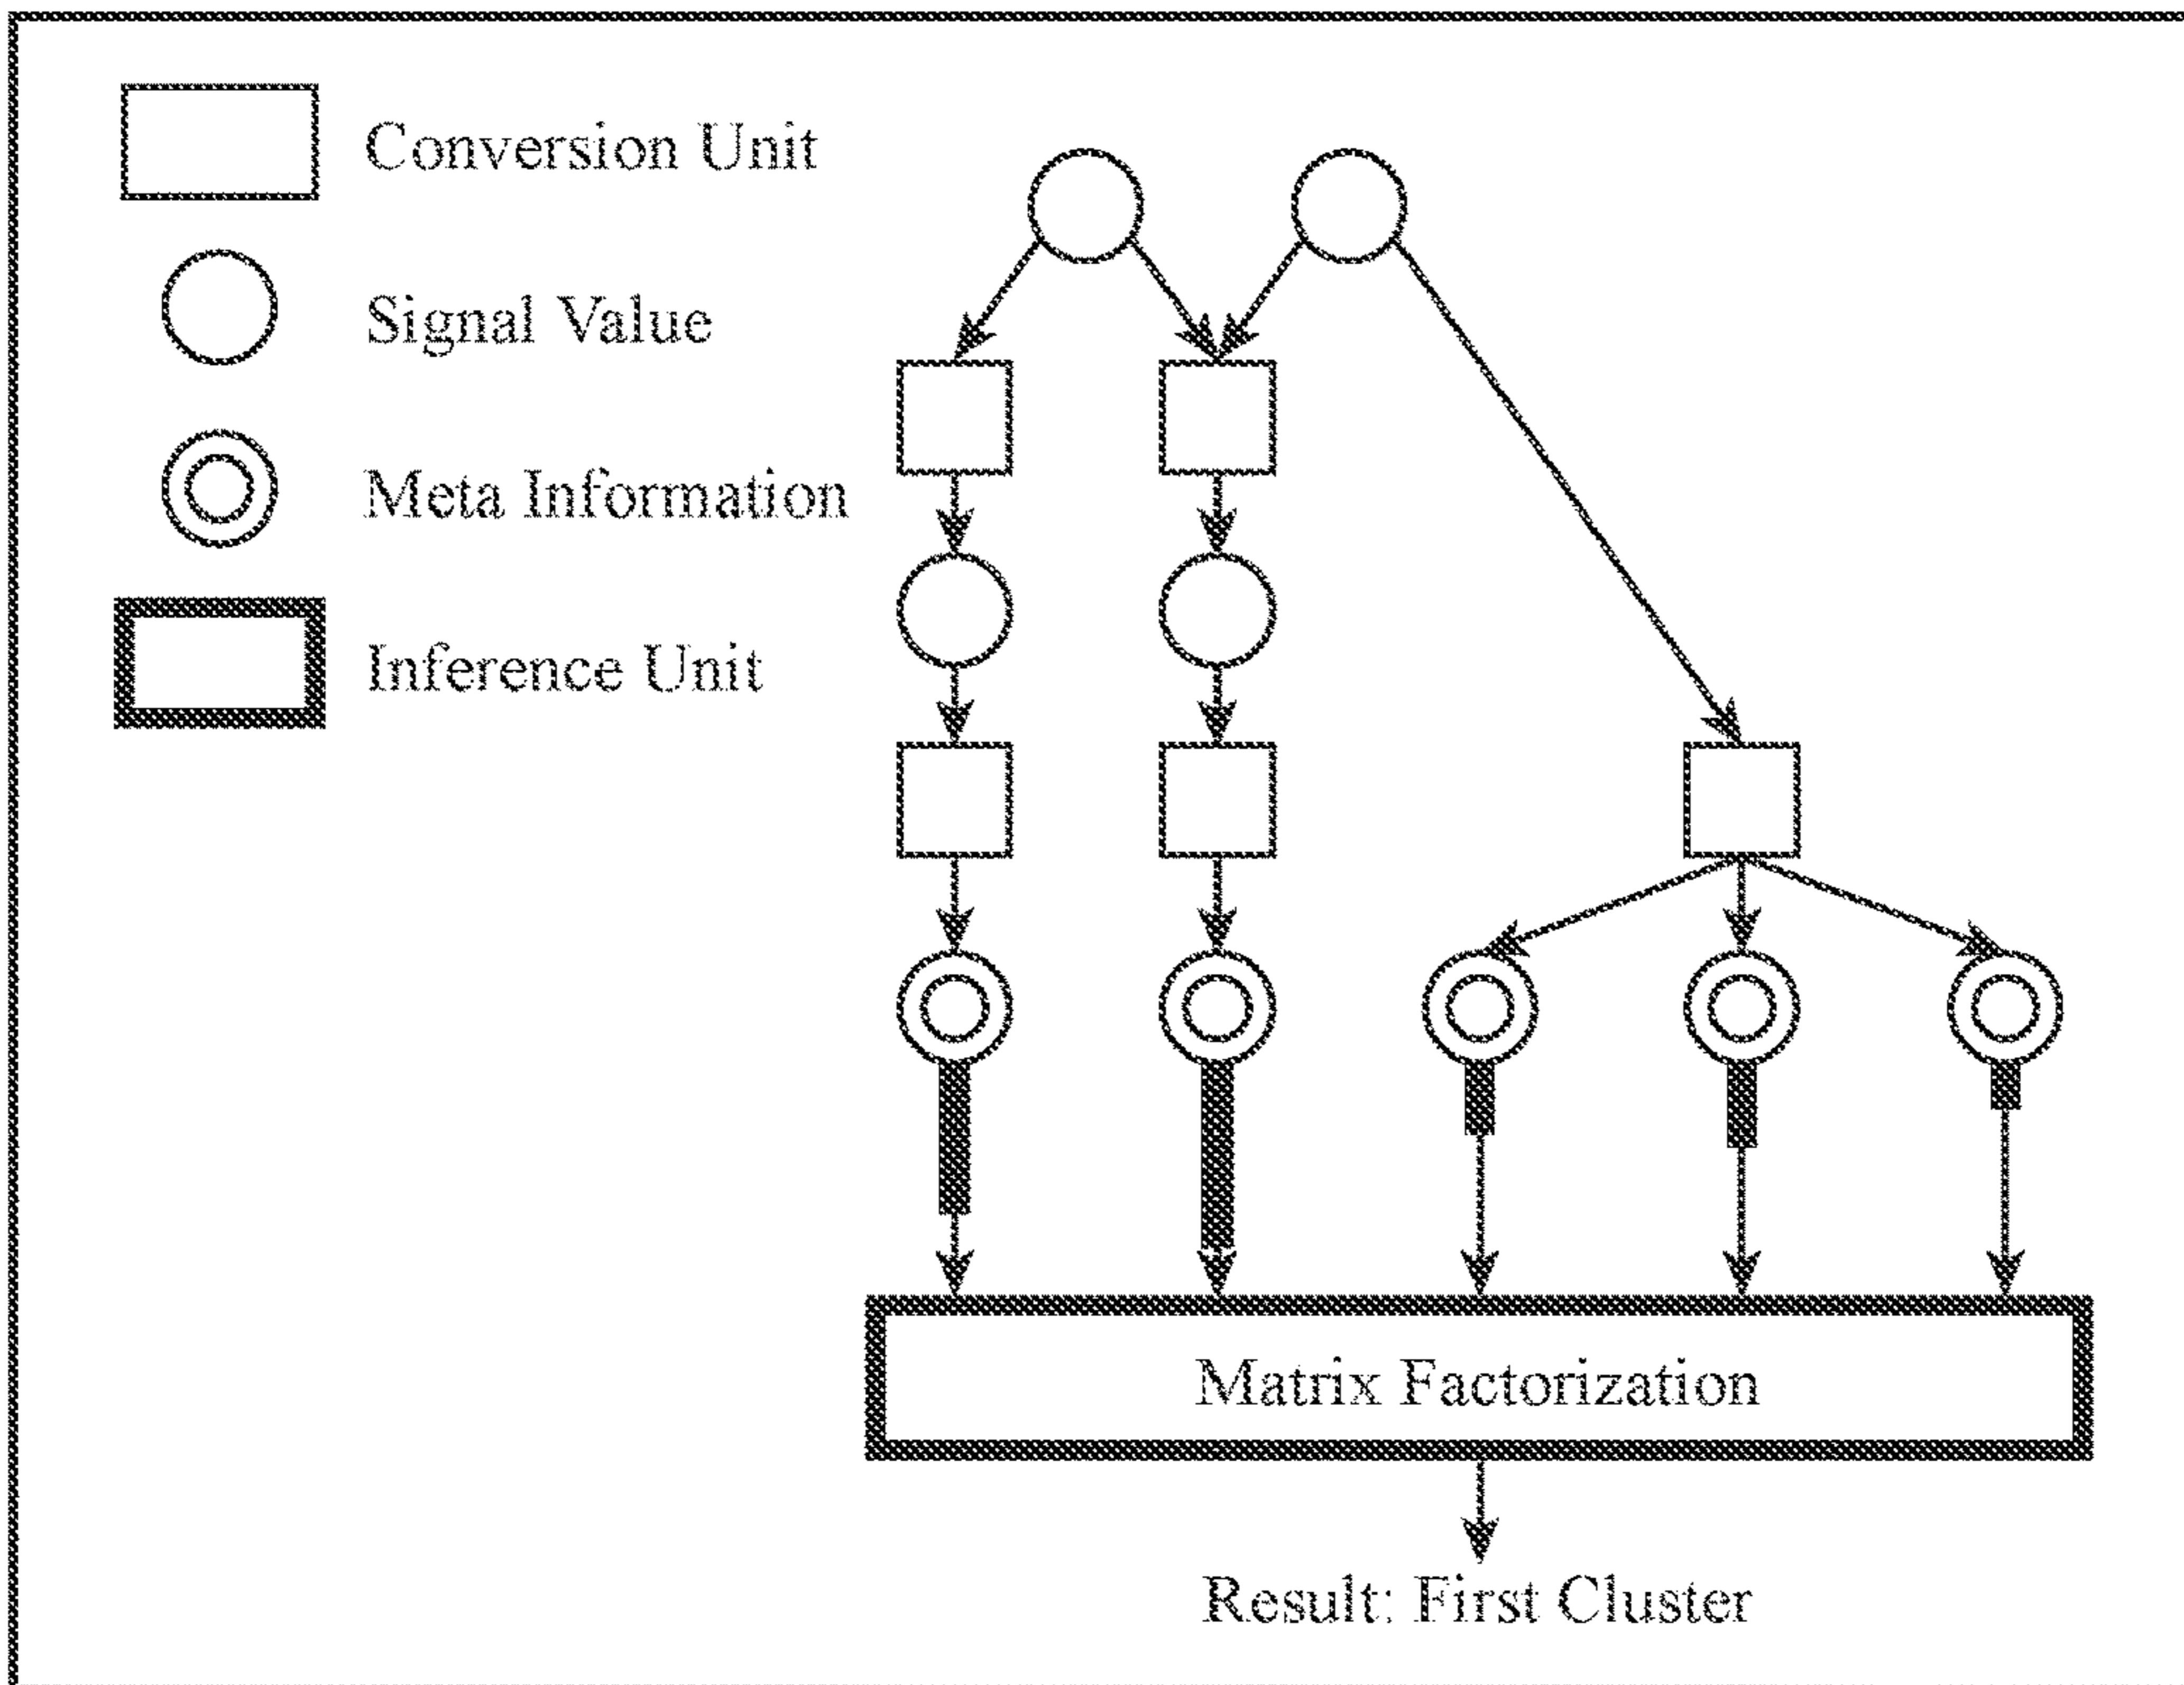 Conversion Unit
Signal Value
Meta Information
Inference Unit
Matrix Factorization
Result: First Cluster